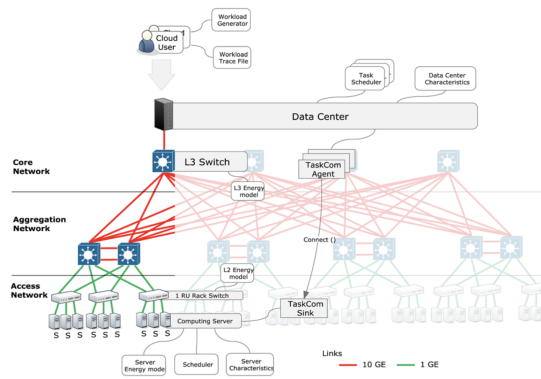 Workload
Generator
Cloud
Cloud
User
Workload
Trace File
Task
Scheduler
Data Center
Characteristics
Data Center
Core
Network
L3 Switch
TaskCom
Agent
L3 Energy
model
Aggregation
Network
Connect ()
L2 Energy
model
Access
Network
1 RU Rack Switch
TaskCom
Sink
Computing Server
S S S S S S
Server
Energy mode
Scheduler
Server
Characteristics
Links
10 GE
1 GE